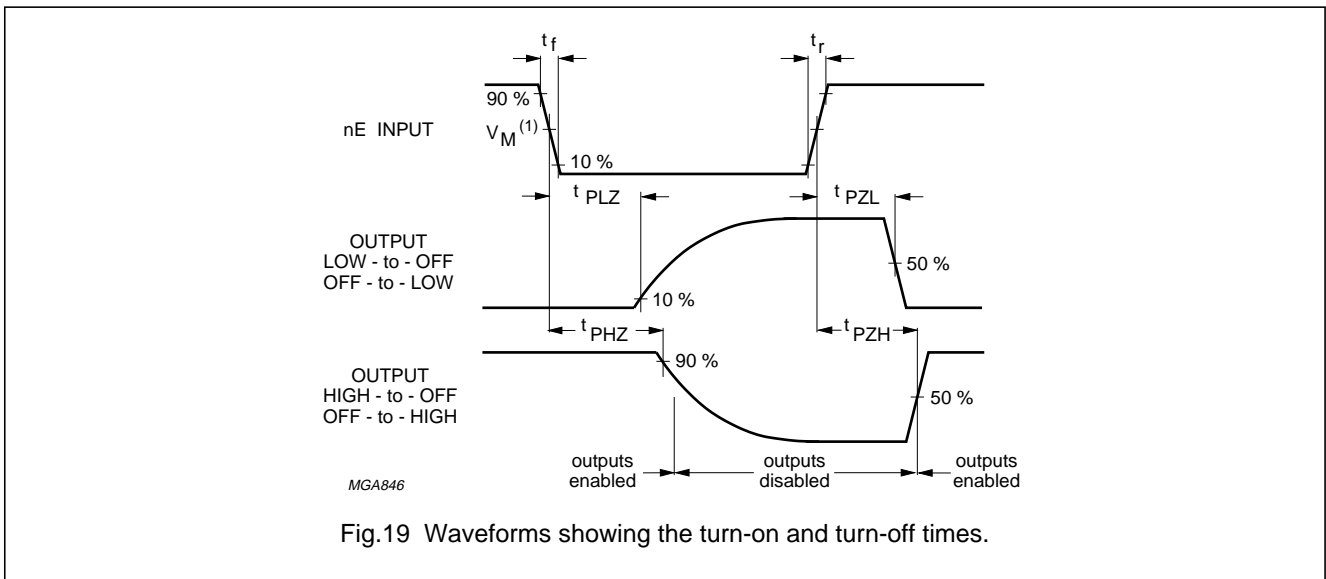 t f
t r
90 %
nE INPUT
V M (1)
10 %
t PLZ
t PZL
OUTPUT
LOW - to - OFF
OFF - to - LOW
50 %
10 %
t PHZ
t PZH
90 %
OUTPUT
HIGH - to - OFF
OFF - to - HIGH
50 %
outputs
enabled
outputs
disabled
outputs
enabled
MGA846
Fig.19 Waveforms showing the turn-on and turn-off times.